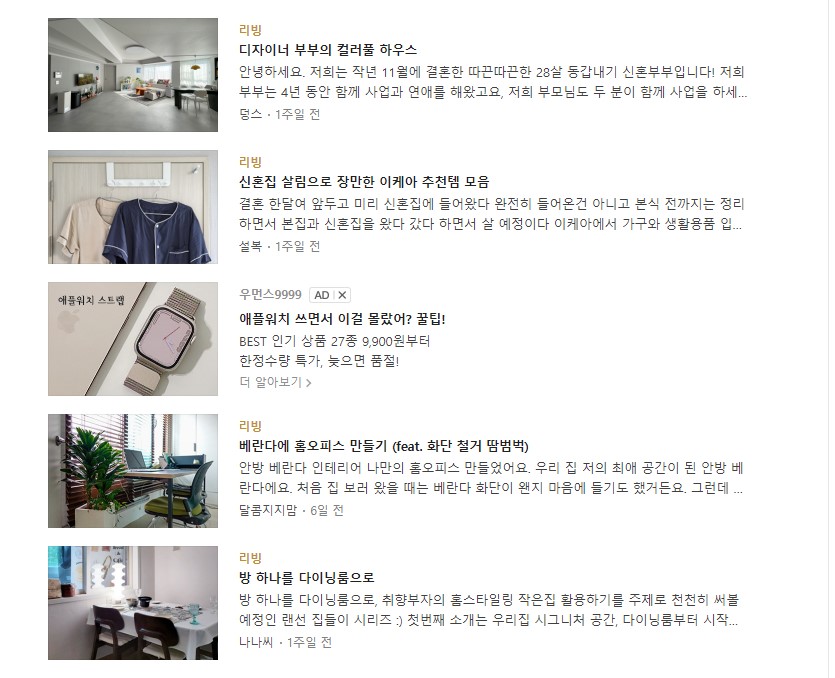 리빙
디자이너 부부의 컬러풀 하우스
안녕하세요. 저희는 작년 11월에 결혼한 따끈따끈한 28살 동갑내기 신혼부부입니다! 저희
부부는 4년 동안 함께 사업과 연애를 해왔고요, 저희 부모님도 두 분이 함께 사업을 하세...
덩스 · 1주일 전
리빙
신혼집 살림으로 장만한 이케아 추천템 모음
결혼 한달여 앞두고 미리 신혼집에 들어왔다 완전히 들어온건 아니고 본식 전까지는 정리
하면서 본집과 신혼집을 왔다 갔다 하면서 살 예정이다 이케아에서 가구와 생활용품 입...
설복 · 1주일 전
애플워치 스트랩
우먼스9999 AD X
애플워치 쓰면서 이걸 몰랐어? 꿀팁!
BEST 인기 상품 27종 9,900원부터
한정수량 특가, 늦으면 품절!
더 알아보기 >
리빙
베란다에 홈오피스 만들기 (feat. 화단 철거 땀범벅)
안방 베란다 인테리어 나만의 홈오피스 만들었어요. 우리 집 저의 최애 공간이 된 안방 베
란다에요. 처음 집 보러 왔을 때는 베란다 화단이 왠지 마음에 들기도 했거든요. 그런데 ...
달콤지지맘 · 6일 전
리빙
방 하나를 다이닝룸으로
방 하나를 다이닝룸으로, 취향부자의 홈스타일링 작은집 활용하기를 주제로 천천히 써볼
예정인 랜선 집들이 시리즈 :) 첫번째 소개는 우리집 시그니처 공간, 다이닝룸부터 시작...
나나씨 · 1주일 전